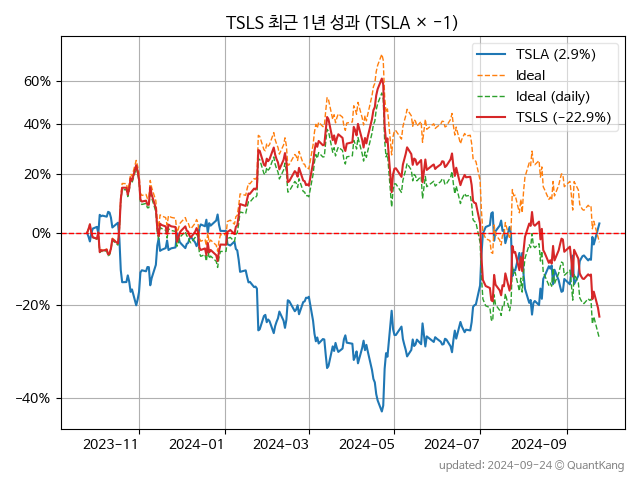 TSLS 최근 1년 성과 (TSLA × −1)
TSLA (2.9%)
Ideal
Ideal (daily)
TSLS (−22.9%)
60%
40%
20%
0%
−20%
−40%
2023−11
2024−01
2024−03
2024−05
2024−07
2024−09
updated: 2024−09−24 © QuantKang